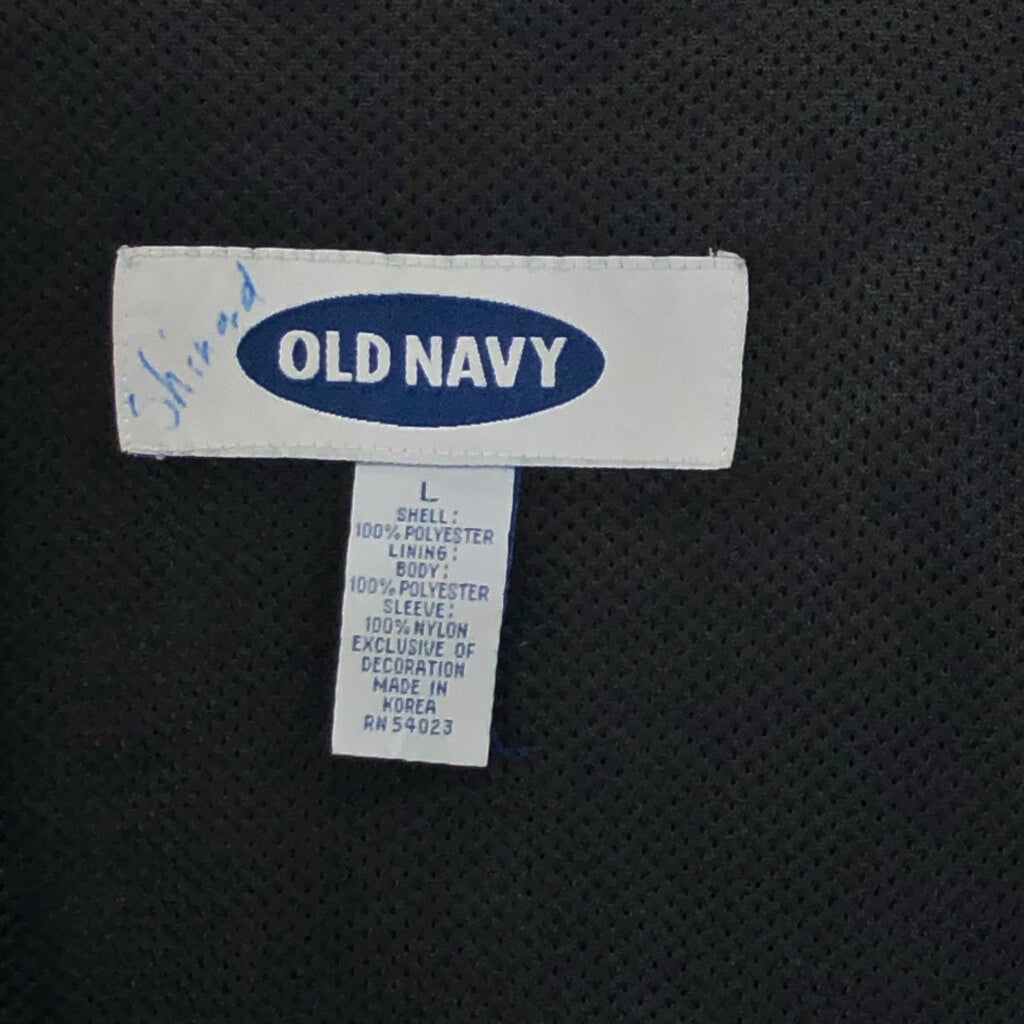 OLD NAVY
L
SHELL:
100% POLYESTER
LINING:
BODY:
100% POLYESTER
SLEEVE:
100% NYLON
EXCLUSIVE OF
DECORATION
MADE IN
KOREA
RN 54023